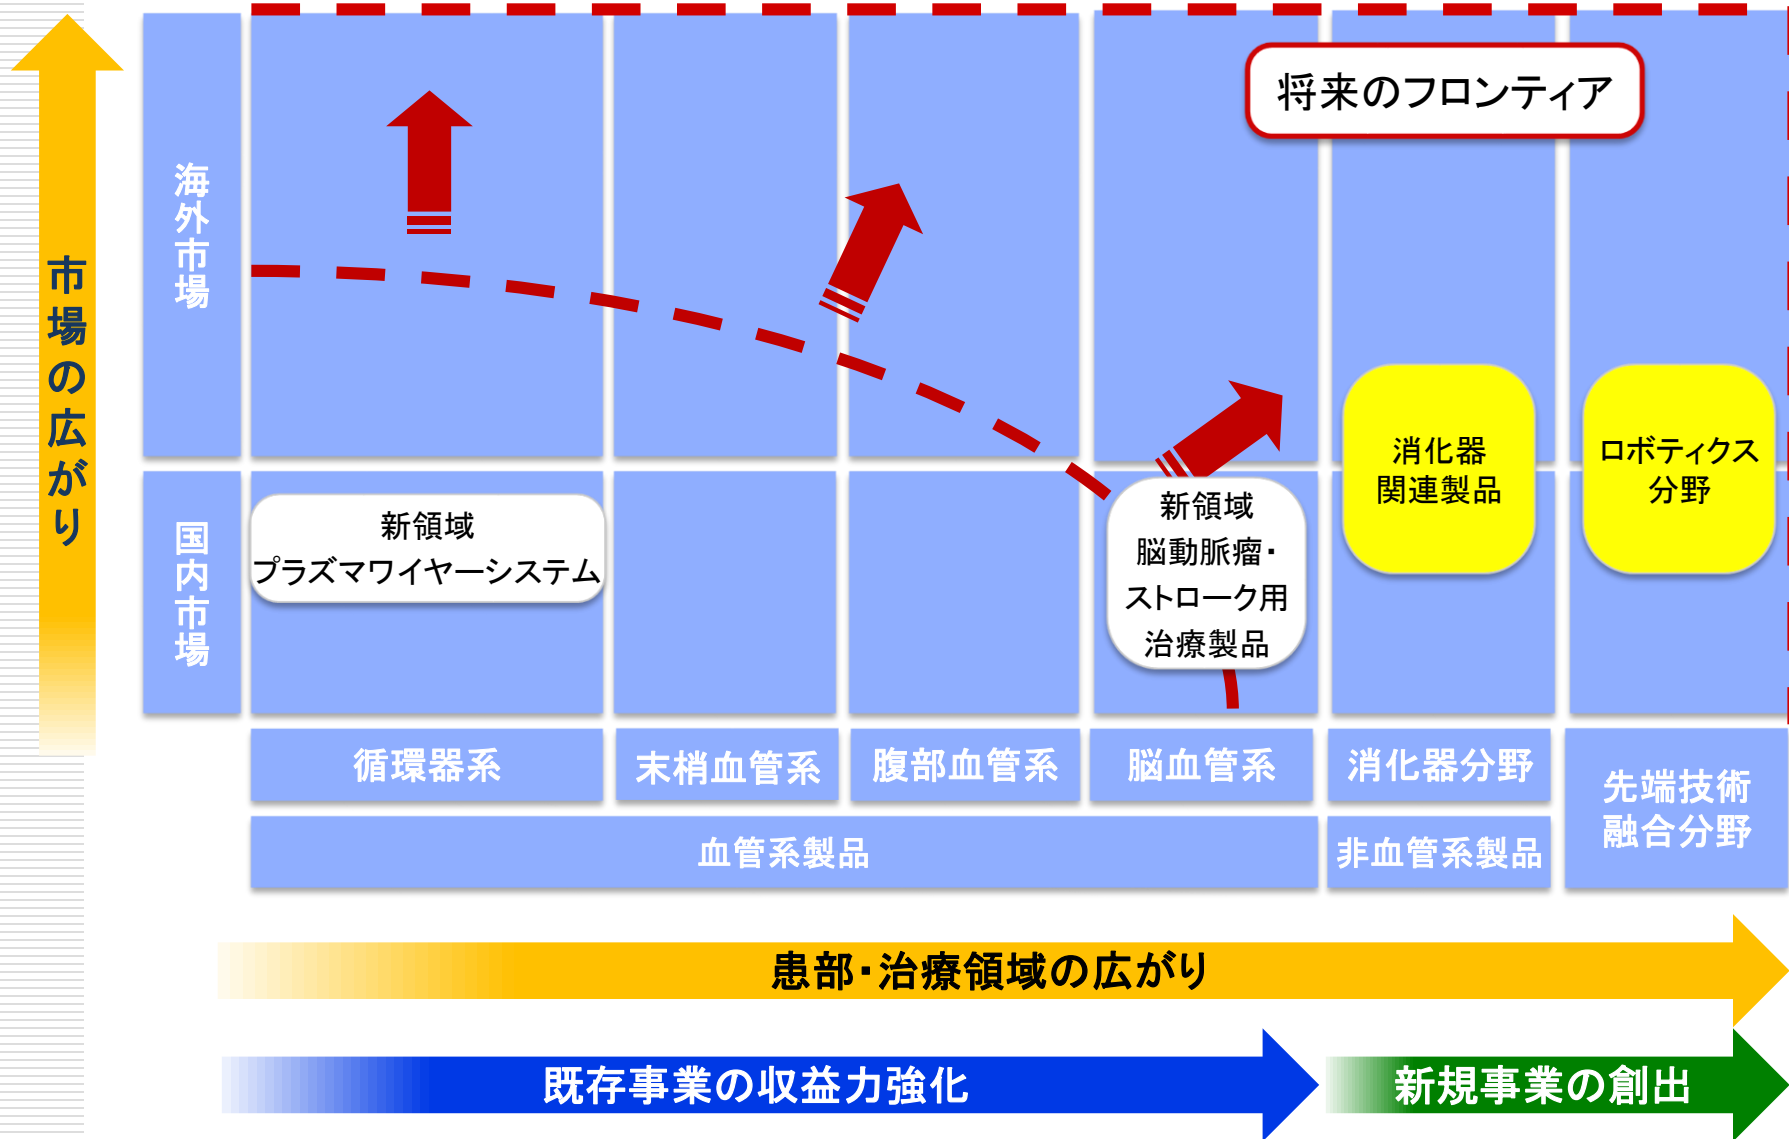 市場の広がり
海外市場
国内市場
将来のフロンティア
新領域
プラズマワイヤーシステム
新領域
脳動脈瘤・
ストローク用
治療製品
消化器
関連製品
ロボティクス
分野
循環器系
末梢血管系
腹部血管系
脳血管系
消化器分野
先端技術
融合分野
血管系製品
非血管系製品
患部・治療領域の広がり
既存事業の収益力強化
新規事業の創出